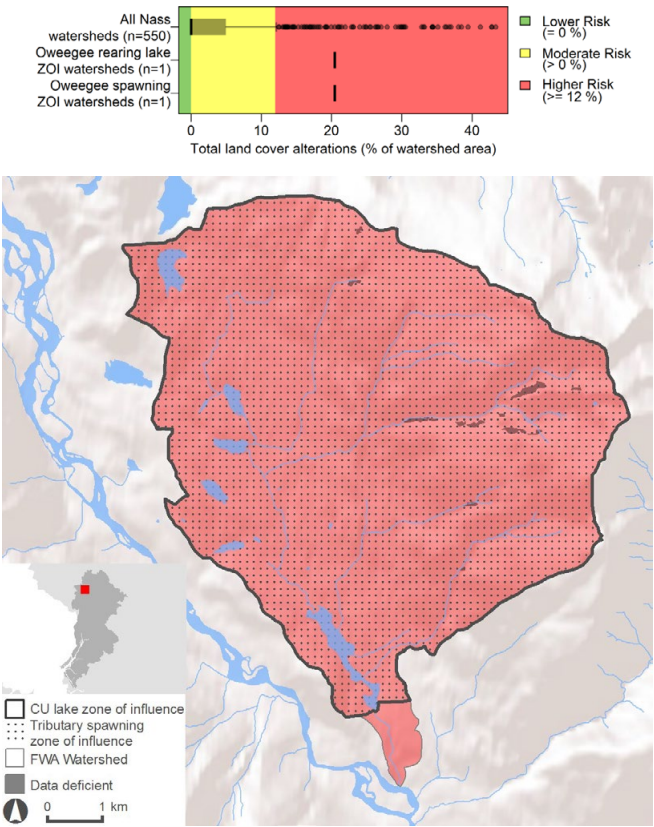 All Nass
watersheds (n=550)
Oweegee rearing lake
ZOI watersheds (n=1)
Oweegee spawning
ZOI watersheds (n=1)
0 10 20 30 40
Total land cover alterations (% of watershed area)
Lower Risk
(= 0 %)
Moderate Risk
(> 0 %)
Higher Risk
(>= 12 %)
CU lake zone of influence
Tributary spawning
zone of influence
FWA Watershed
Data deficient
0 1 km